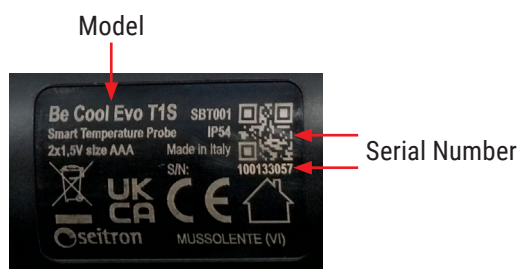 Model
Be Cool Evo T1S SBT001
Smart Temperature Probe IP54
2x1,5V size AAA Made in Italy
S/N: 100133057
Serial Number
UK
CA
CE
seitron MUSSOLENTE (VI)